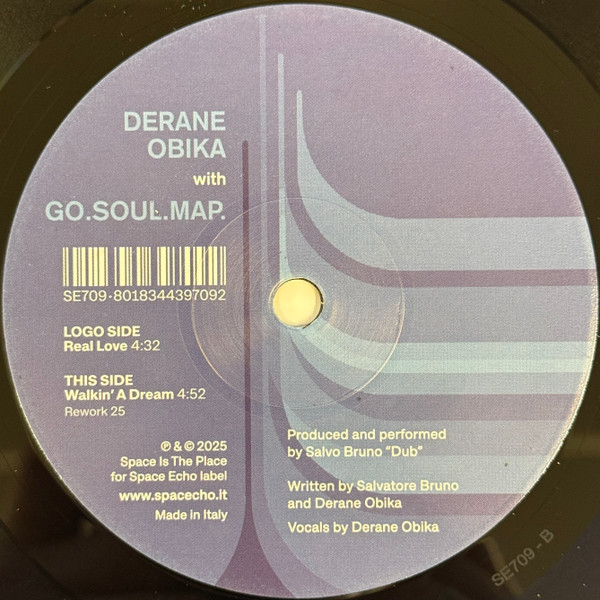 DERANE
OBIKA
with
GO.SOUL.MAP.
SE709·8018344397092
LOGO SIDE
Real Love 4:32
THIS SIDE
Walkin' A Dream 4:52
Rework 25
℗ & © 2025
Space Is The Place
for Space Echo label
www.spacecho.it
Made in Italy
Produced and performed
by Salvo Bruno "Dub"
Written by Salvatore Bruno
and Derane Obika
Vocals by Derane Obika
SE709 - B